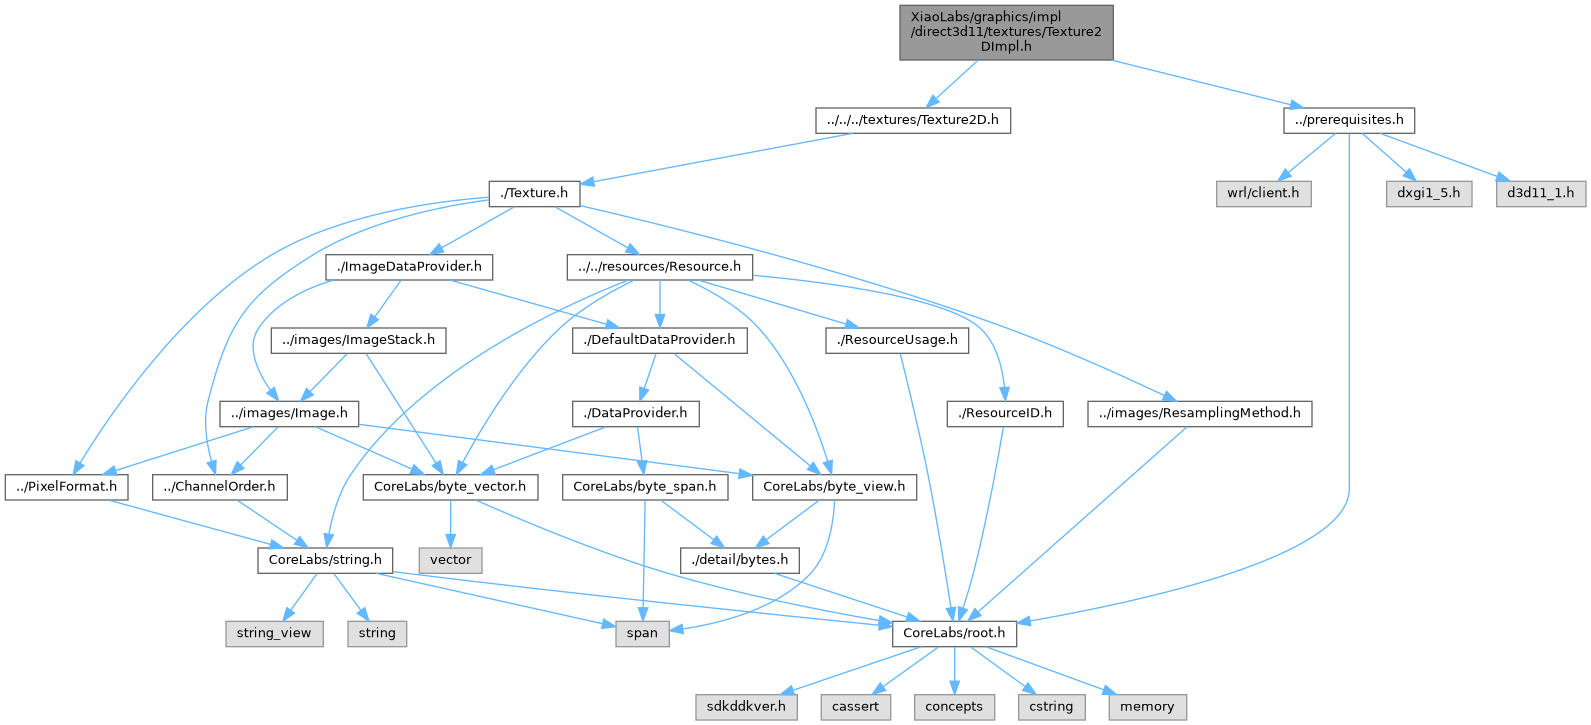 XiaoLabs/graphics/impl
/direct3d11/textures/Texture2
DImpl.h
../../../textures/Texture2D.h
../prerequisites.h
./Texture.h
wrl/client.h
dxgi1_5.h
d3d11_1.h
./ImageDataProvider.h
../../resources/Resource.h
../images/ImageStack.h
./DefaultDataProvider.h
./ResourceUsage.h
../images/Image.h
./DataProvider.h
./ResourceID.h
../images/ResamplingMethod.h
../PixelFormat.h
../ChannelOrder.h
CoreLabs/byte_vector.h
CoreLabs/byte_span.h
CoreLabs/byte_view.h
CoreLabs/string.h
vector
./detail/bytes.h
string_view
string
span
CoreLabs/root.h
sdkddkver.h
cassert
concepts
cstring
memory